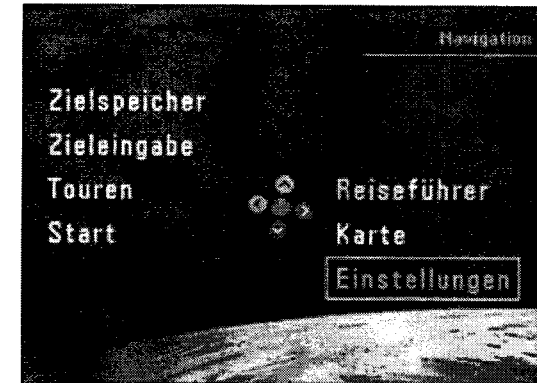 Navigation
Zielspeicher
Zieleingabe
Touren
Start
Reiseführer
Karte
Einstellungen